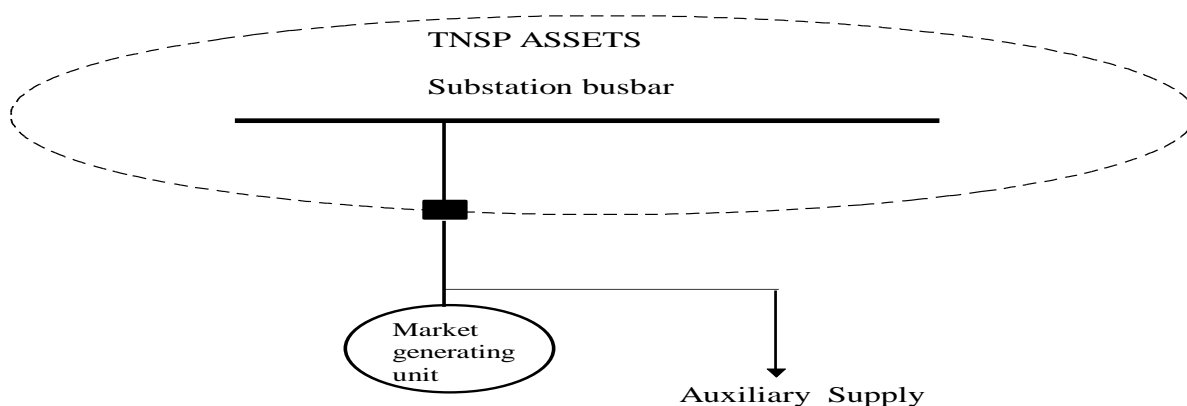 TNSP ASSETS
Substation busbar
Market
generating
unit
Auxiliary Supply